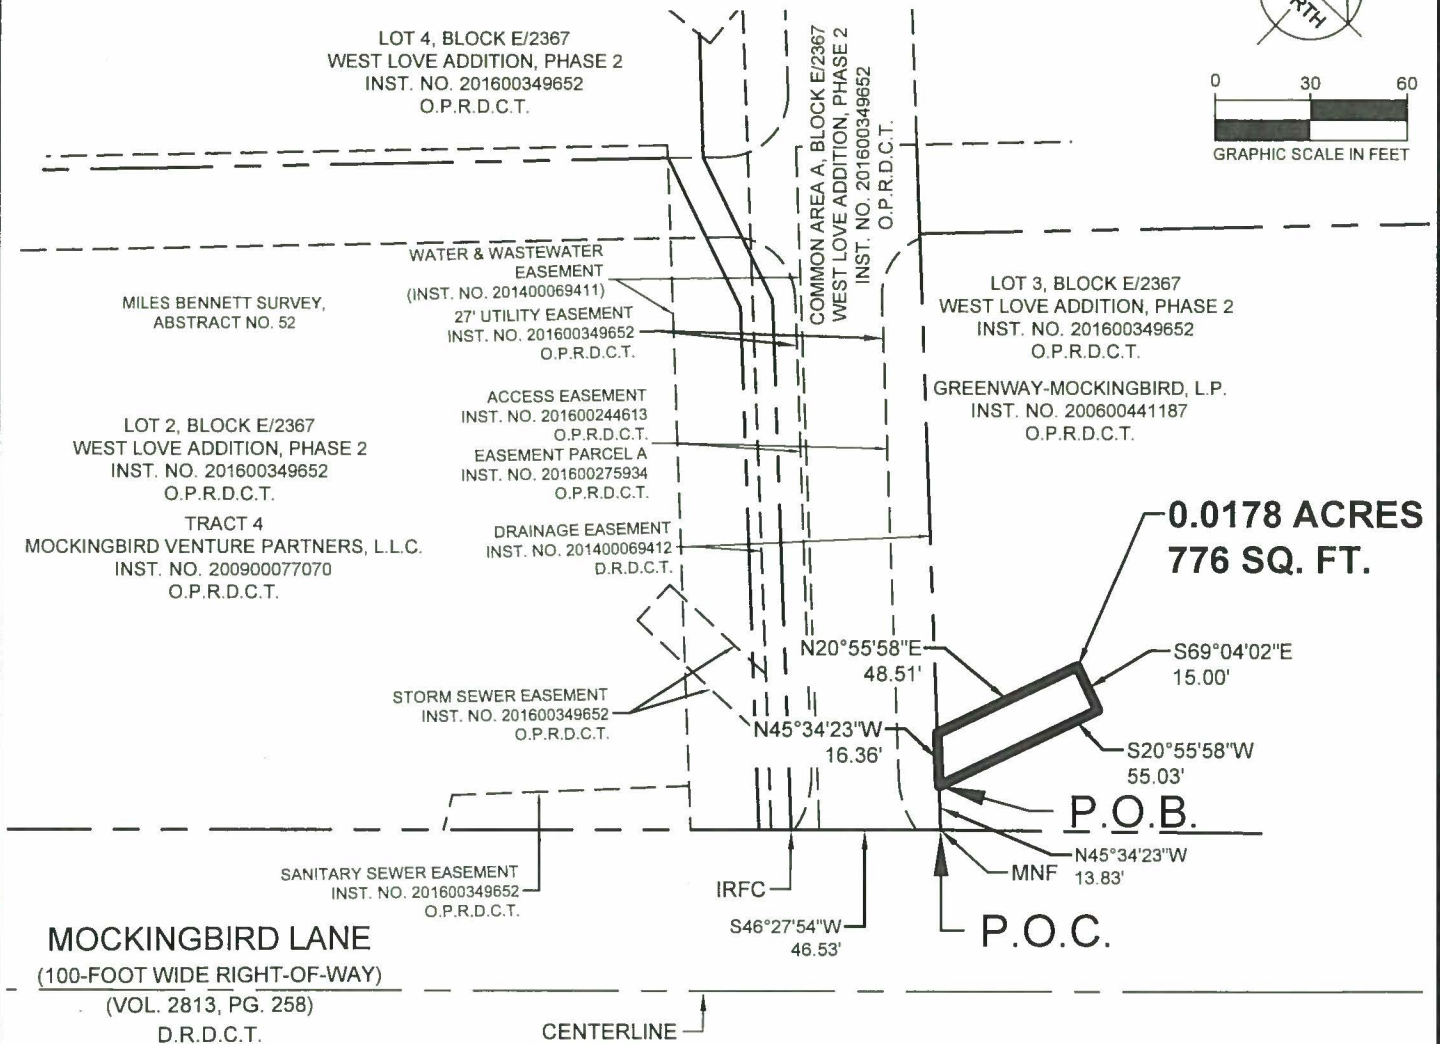 RTH
0 30 60
GRAPHIC SCALE IN FEET
LOT 4, BLOCK E/2367
WEST LOVE ADDITION, PHASE 2
INST. NO. 201600349652
O.P.R.D.C.T.
COMMON AREA A, BLOCK E/2367
WEST LOVE ADDITION, PHASE 2
INST. NO. 201600349652
O.P.R.D.C.T.
WATER & WASTEWATER
EASEMENT
(INST. NO. 201400069411)
27' UTILITY EASEMENT
INST. NO. 201600349652
O.P.R.D.C.T.
MILES BENNETT SURVEY,
ABSTRACT NO. 52
LOT 3, BLOCK E/2367
WEST LOVE ADDITION, PHASE 2
INST. NO. 201600349652
O.P.R.D.C.T.
GREENWAY-MOCKINGBIRD, L.P.
INST. NO. 200600441187
O.P.R.D.C.T.
ACCESS EASEMENT
INST. NO. 201600244613
O.P.R.D.C.T.
EASEMENT PARCEL A
INST. NO. 201600275934
O.P.R.D.C.T.
LOT 2, BLOCK E/2367
WEST LOVE ADDITION, PHASE 2
INST. NO. 201600349652
O.P.R.D.C.T.
TRACT 4
MOCKINGBIRD VENTURE PARTNERS, L.L.C.
INST. NO. 200900077070
O.P.R.D.C.T.
DRAINAGE EASEMENT
INST. NO. 201400069412
D.R.D.C.T.
0.0178 ACRES
776 SQ. FT.
N20°55'58"E
48.51'
S69°04'02"E
15.00'
STORM SEWER EASEMENT
INST. NO. 201600349652
O.P.R.D.C.T.
N45°34'23"W
16.36'
S20°55'58"W
55.03'
P.O.B.
SANITARY SEWER EASEMENT
INST. NO. 201600349652
O.P.R.D.C.T.
IRFC
MNF
N45°34'23"W
13.83'
S46°27'54"W
46.53'
P.O.C.
MOCKINGBIRD LANE
(100-FOOT WIDE RIGHT-OF-WAY)
(VOL. 2813, PG. 258)
D.R.D.C.T.
CENTERLINE